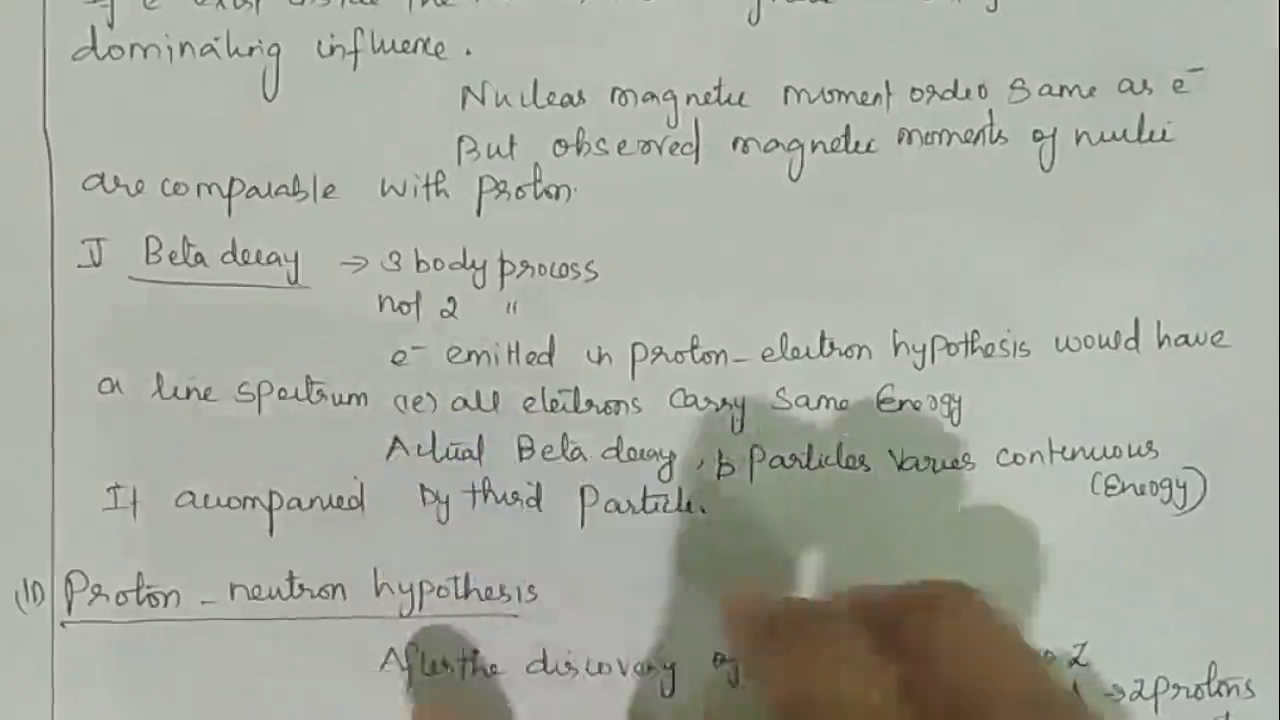 dominating influence.
Nuclear magnetic moment order same as e⁻
But observed magnetic moments of nuclei
are comparable with proton.
Beta decay → 3 body process
not 2 "
e⁻ emitted in proton-electron hypothesis would have
a line spectrum (ie) all electrons carry same Energy
Actual Beta decay, particles varies continuous
(Energy)
It accompanied by third particle.
(II) Proton - neutron hypothesis
After the discovery of
Z
→ 2 protons